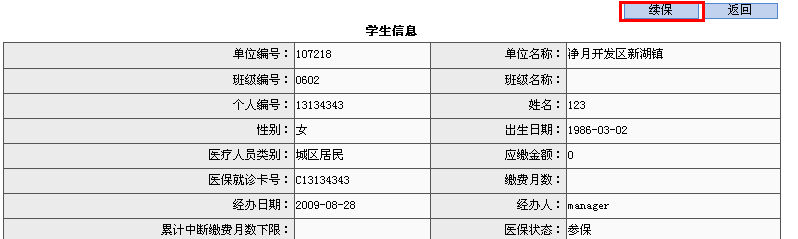 续保 返回
学生信息
单位编号： 107218 单位名称： 净月开发区新湖镇
班级编号： 0602 班级名称：
个人编号： 13134343 姓名： 123
性别： 女 出生日期： 1986-03-02
医疗人员类别： 城区居民 应缴金额： 0
医保就诊卡号： C13134343 缴费月数：
经办日期： 2009-08-28 经办人： manager
累计中断缴费月数下限： 医保状态： 参保